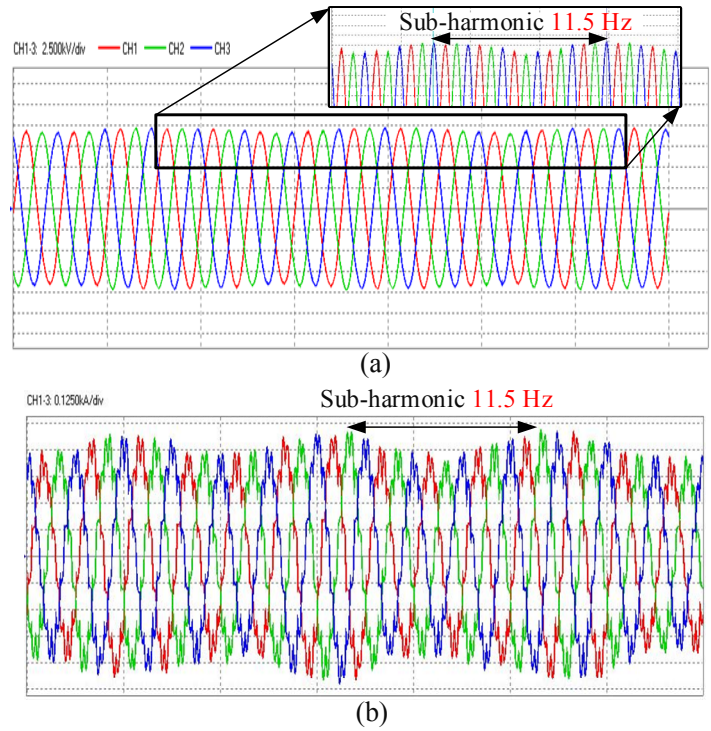 Sub-harmonic 11.5 Hz
CH1-3: 2.500kV/div CH1 CH2 CH3
(a)
CH1-3: 0.1250kA/div
Sub-harmonic 11.5 Hz
(b)